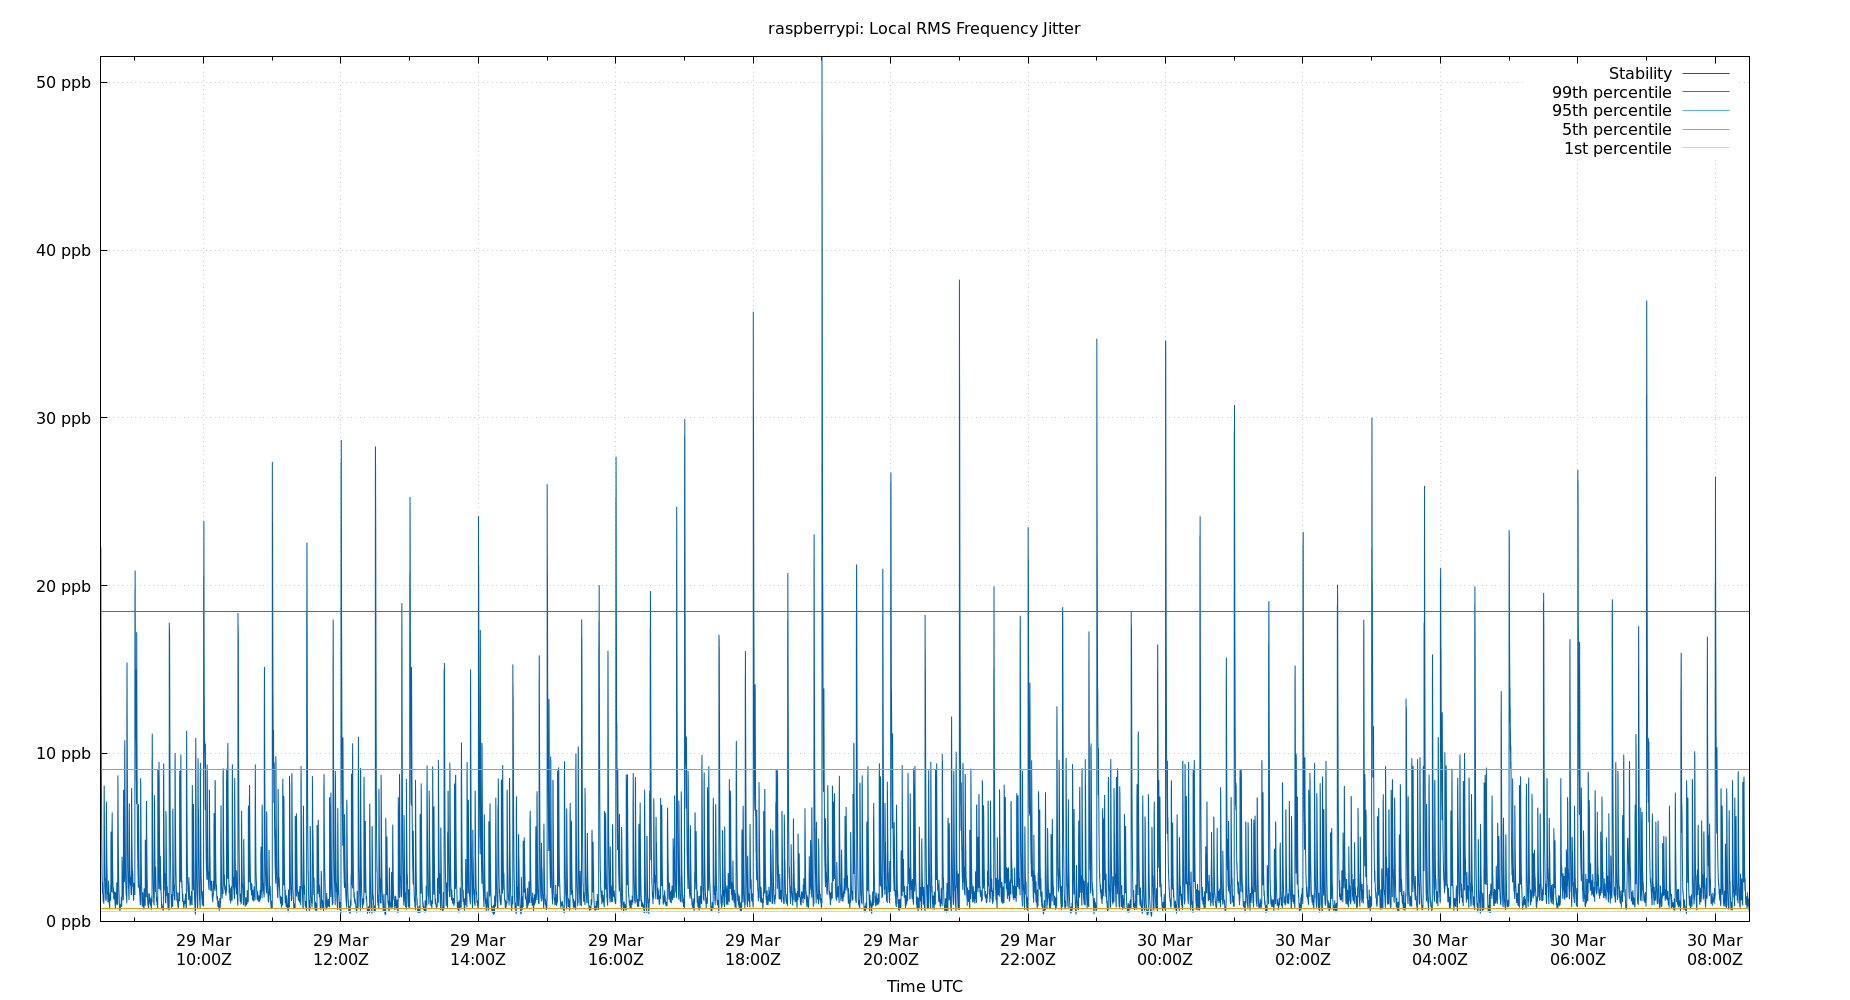 raspberrypi: Local RMS Frequency Jitter
50 ppb
40 ppb
30 ppb
20 ppb
10 ppb
0 ppb
Stability
99th percentile
95th percentile
5th percentile
1st percentile
29 Mar 29 Mar 29 Mar 29 Mar 29 Mar 29 Mar 29 Mar 30 Mar 30 Mar 30 Mar 30 Mar 30 Mar
10:00Z 12:00Z 14:00Z 16:00Z 18:00Z 20:00Z 22:00Z 00:00Z 02:00Z 04:00Z 06:00Z 08:00Z
Time UTC